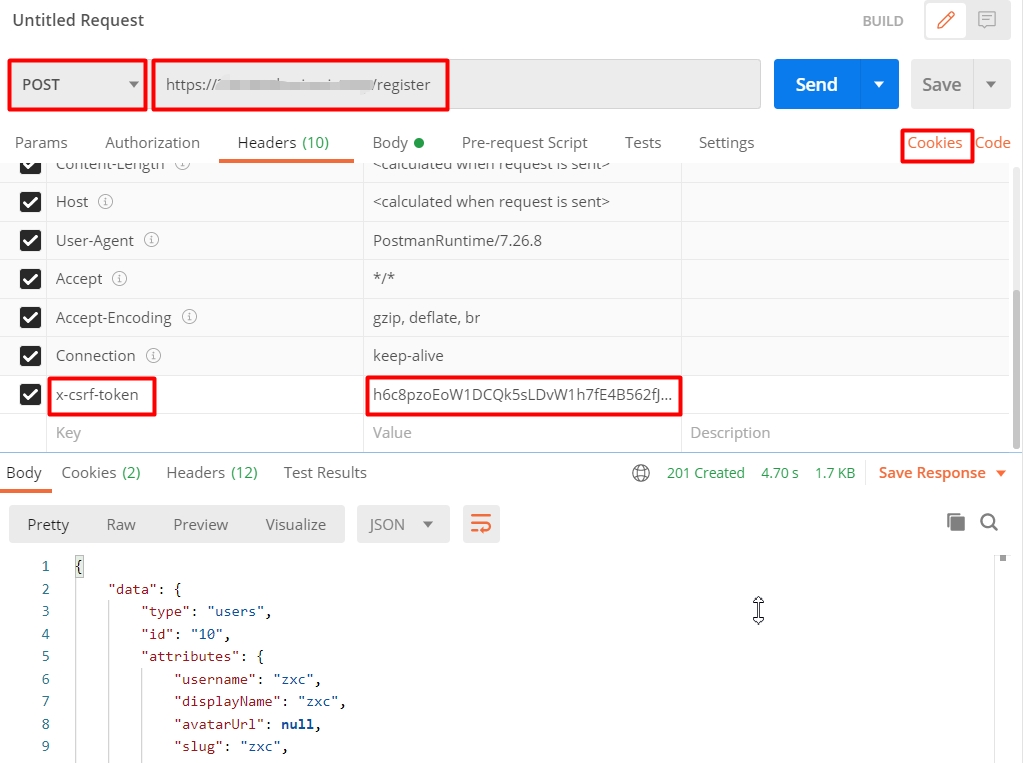 Untitled Request
BUILD
POST
https:// /register
Send
Save
Params Authorization Headers (10) Body Pre-request Script Tests Settings Cookies Code
Content-Length <calculated when request is sent>
Host <calculated when request is sent>
User-Agent PostmanRuntime/7.26.8
Accept */*
Accept-Encoding gzip, deflate, br
Connection keep-alive
x-csrf-token h6c8pzoEoW1DCQk5sLDvW1h7fE4B562fJ...
Key Value Description
Body Cookies (2) Headers (12) Test Results 201 Created 4.70 s 1.7 KB Save Response
Pretty Raw Preview Visualize JSON
1 {
2 "data": {
3 "type": "users",
4 "id": "10",
5 "attributes": {
6 "username": "zxc",
7 "displayName": "zxc",
8 "avatarUrl": null,
9 "slug": "zxc",